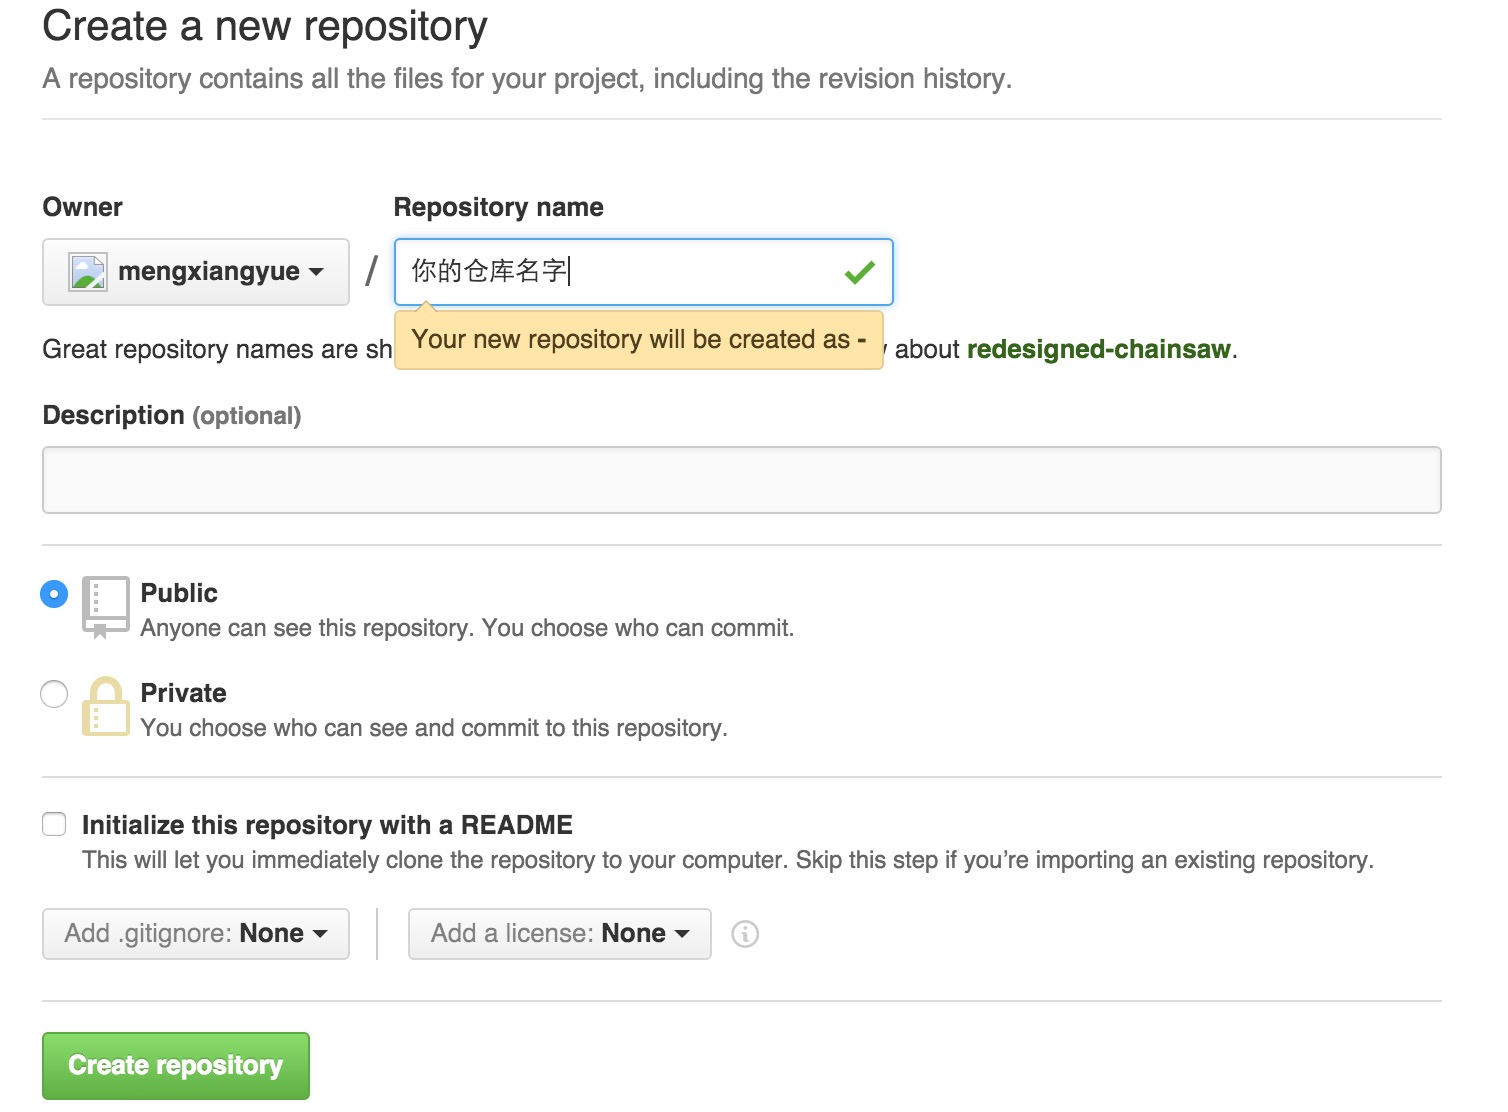 Create a new repository
A repository contains all the files for your project, including the revision history.
Owner
Repository name
mengxiangyue
/
你的仓库名字
Your new repository will be created as -
Great repository names are sh
about redesigned-chainsaw.
Description (optional)
Public
Anyone can see this repository. You choose who can commit.
Private
You choose who can see and commit to this repository.
Initialize this repository with a README
This will let you immediately clone the repository to your computer. Skip this step if you’re importing an existing repository.
Add .gitignore: None
Add a license: None
Create repository